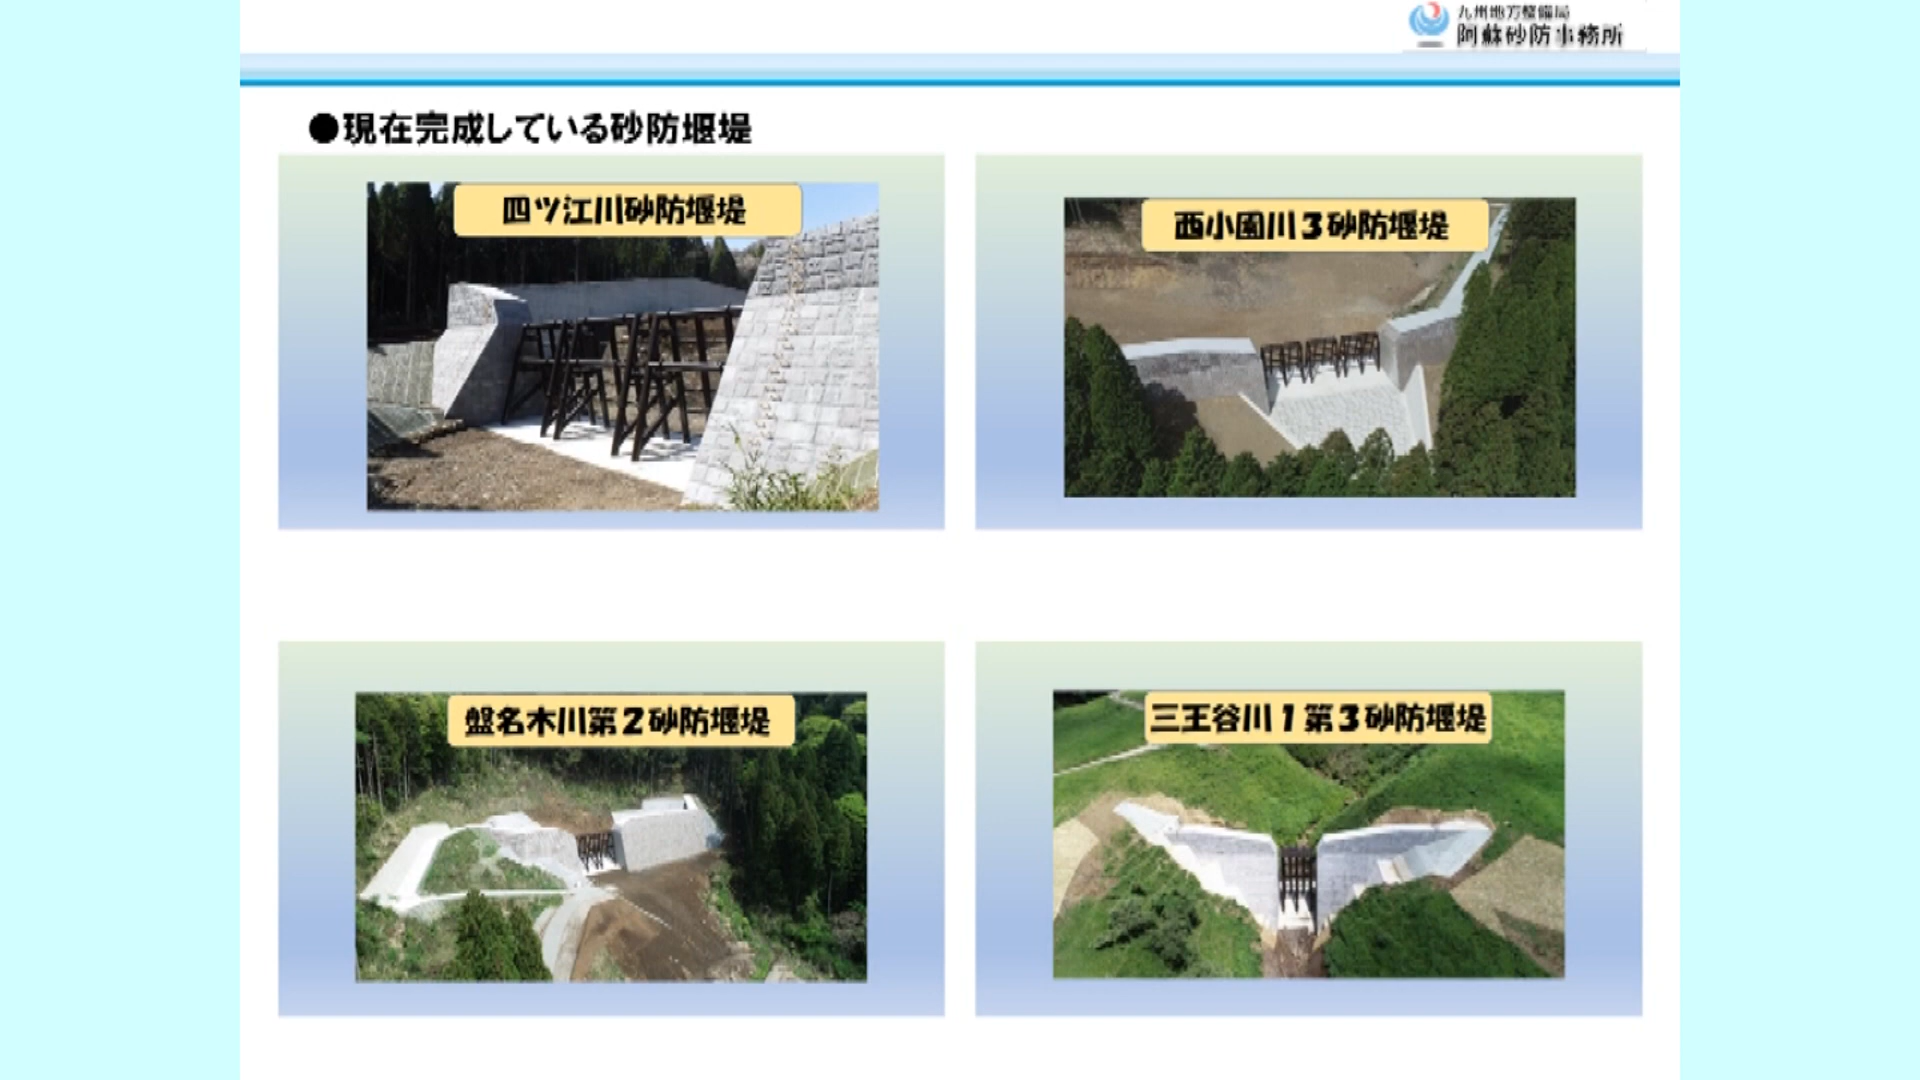 九州地方整備局
阿蘇砂防事務所
●現在完成している砂防堰堤
四ツ江川砂防堰堤
西小園川3砂防堰堤
盤名木川第2砂防堰堤
三王谷川1第3砂防堰堤